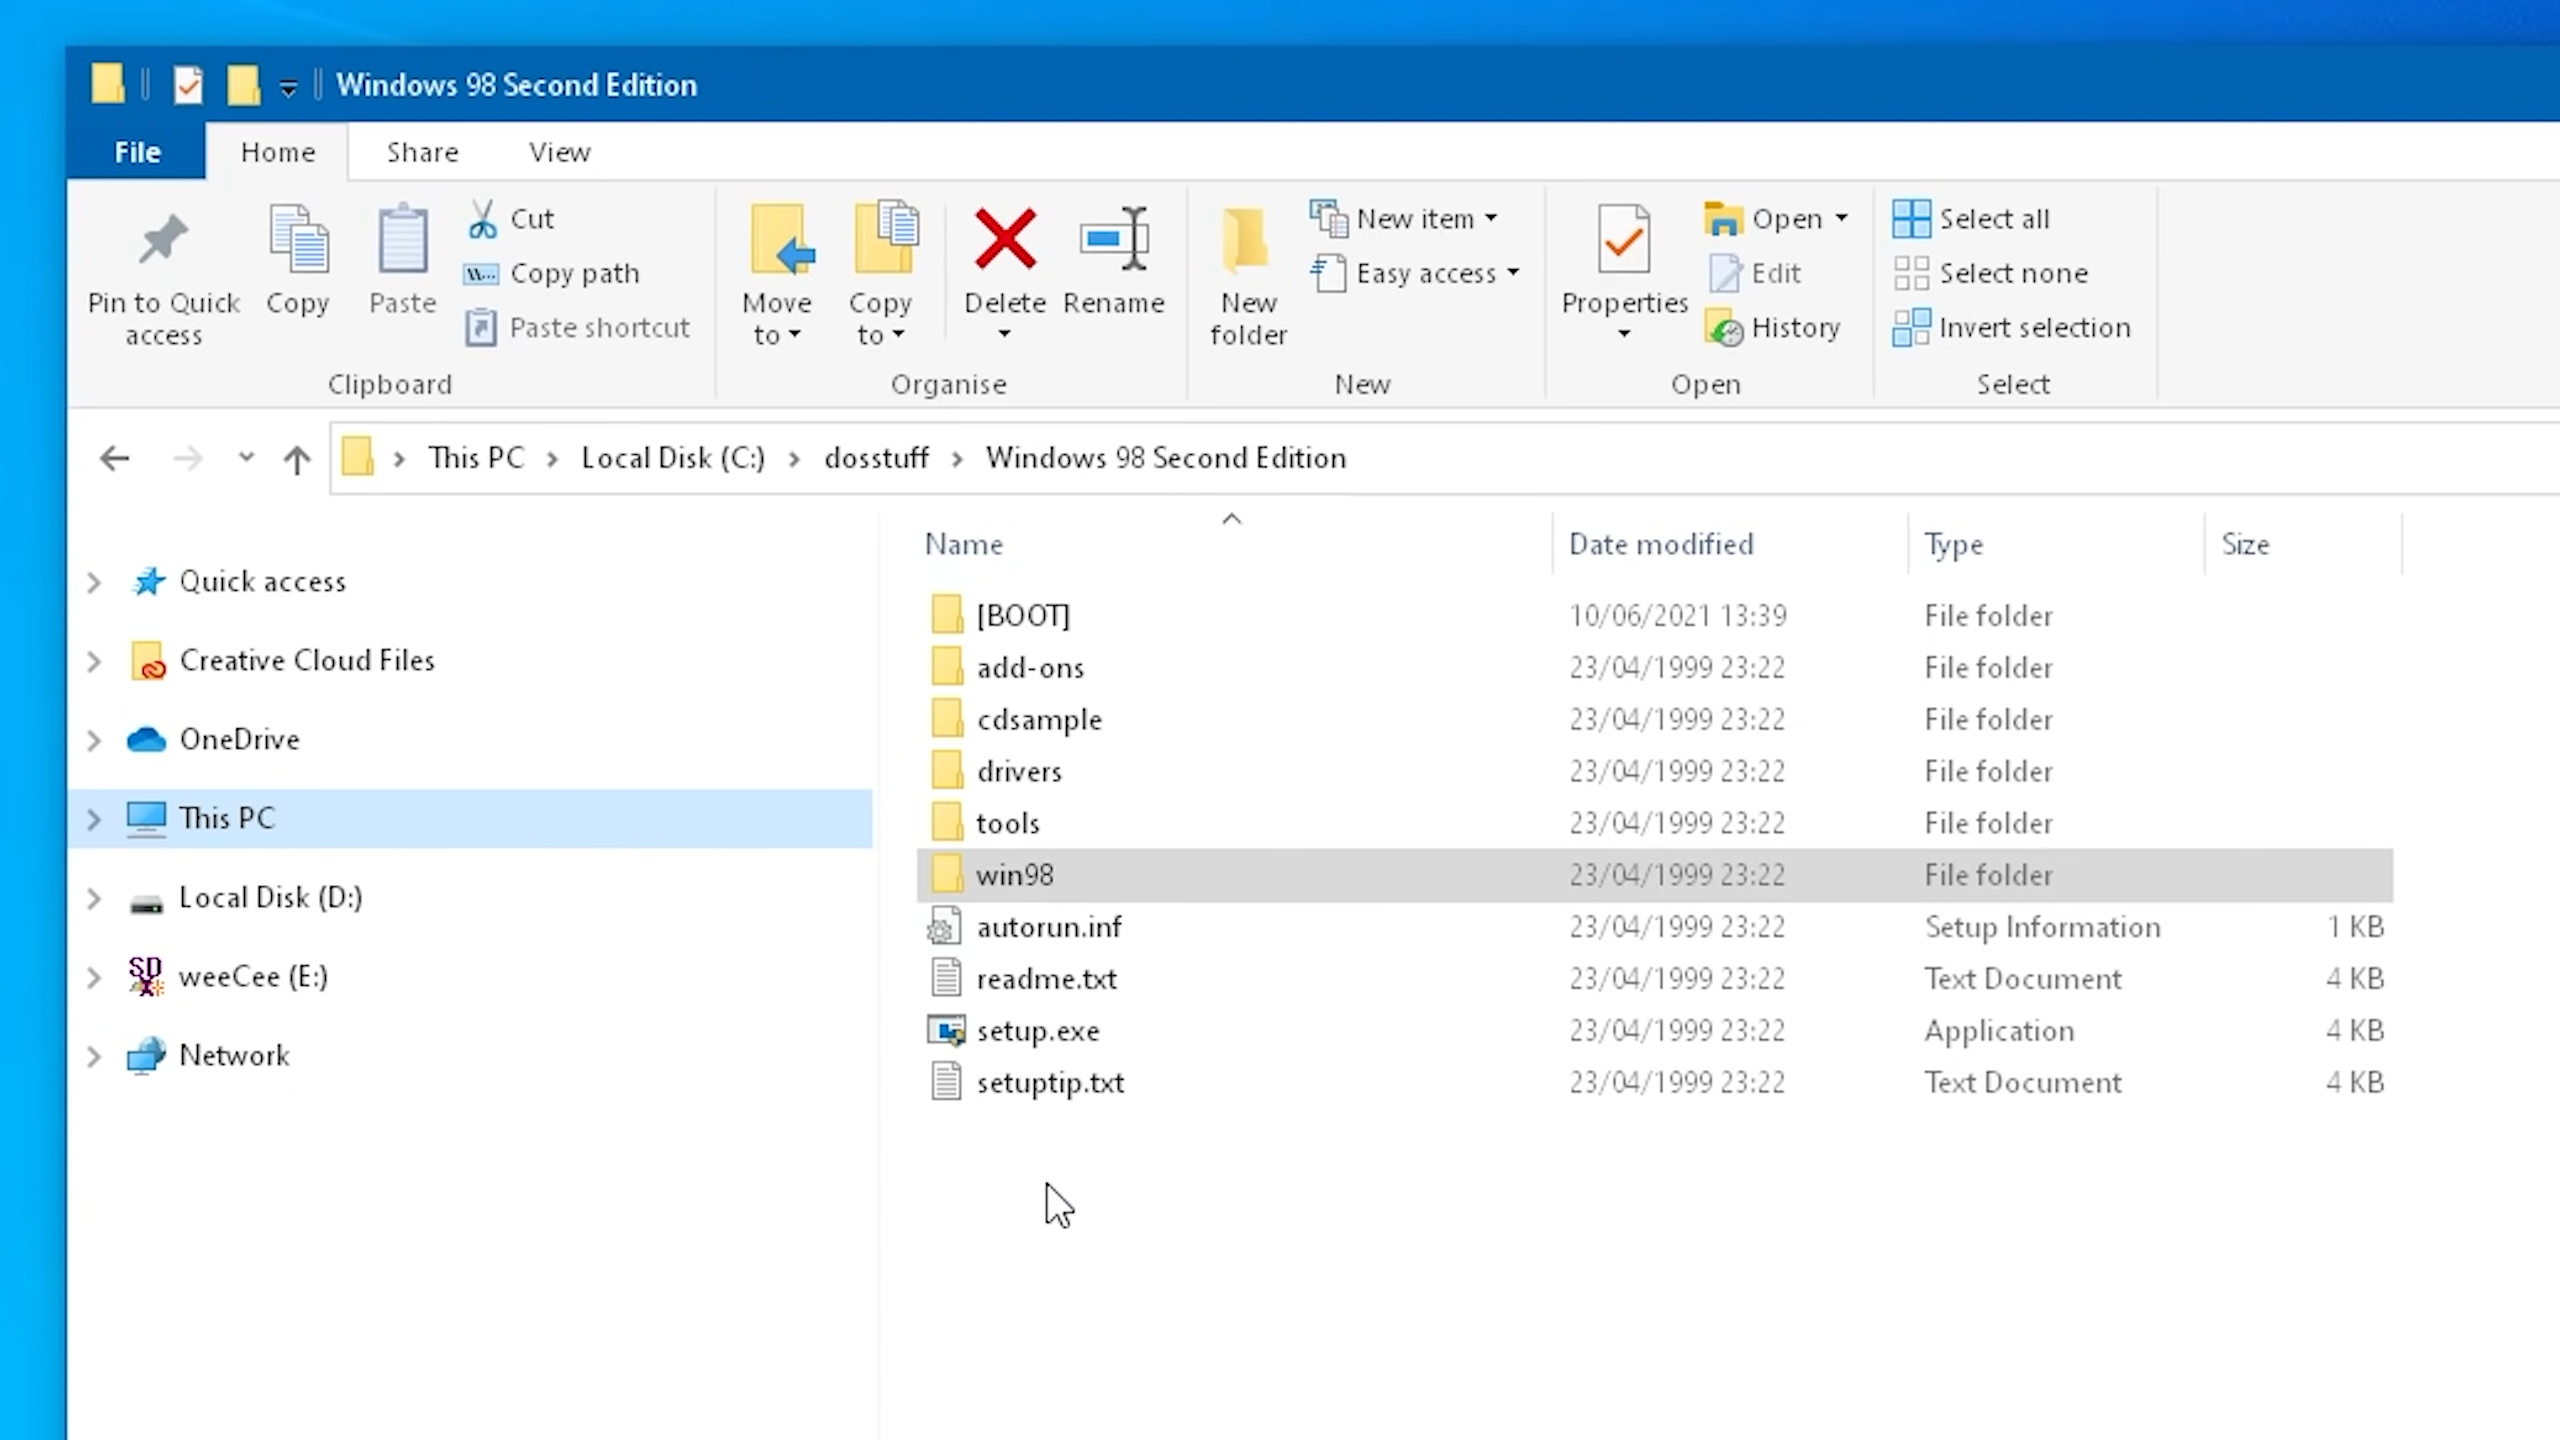 Windows 98 Second Edition
File Home Share View
Pin to Quick access
Copy
Paste
Cut
Copy path
Paste shortcut
Clipboard
Move to
Copy to
Delete
Rename
Organise
New folder
New item
Easy access
New
Properties
Open
Edit
History
Open
Select all
Select none
Invert selection
Select
This PC Local Disk (C:) dosstuff Windows 98 Second Edition
Quick access
Creative Cloud Files
OneDrive
This PC
Local Disk (D:)
weeCee (E:)
Network
Name Date modified Type Size
[BOOT] 10/06/2021 13:39 File folder
add-ons 23/04/1999 23:22 File folder
cdsample 23/04/1999 23:22 File folder
drivers 23/04/1999 23:22 File folder
tools 23/04/1999 23:22 File folder
win98 23/04/1999 23:22 File folder
autorun.inf 23/04/1999 23:22 Setup Information 1 KB
readme.txt 23/04/1999 23:22 Text Document 4 KB
setup.exe 23/04/1999 23:22 Application 4 KB
setuptip.txt 23/04/1999 23:22 Text Document 4 KB